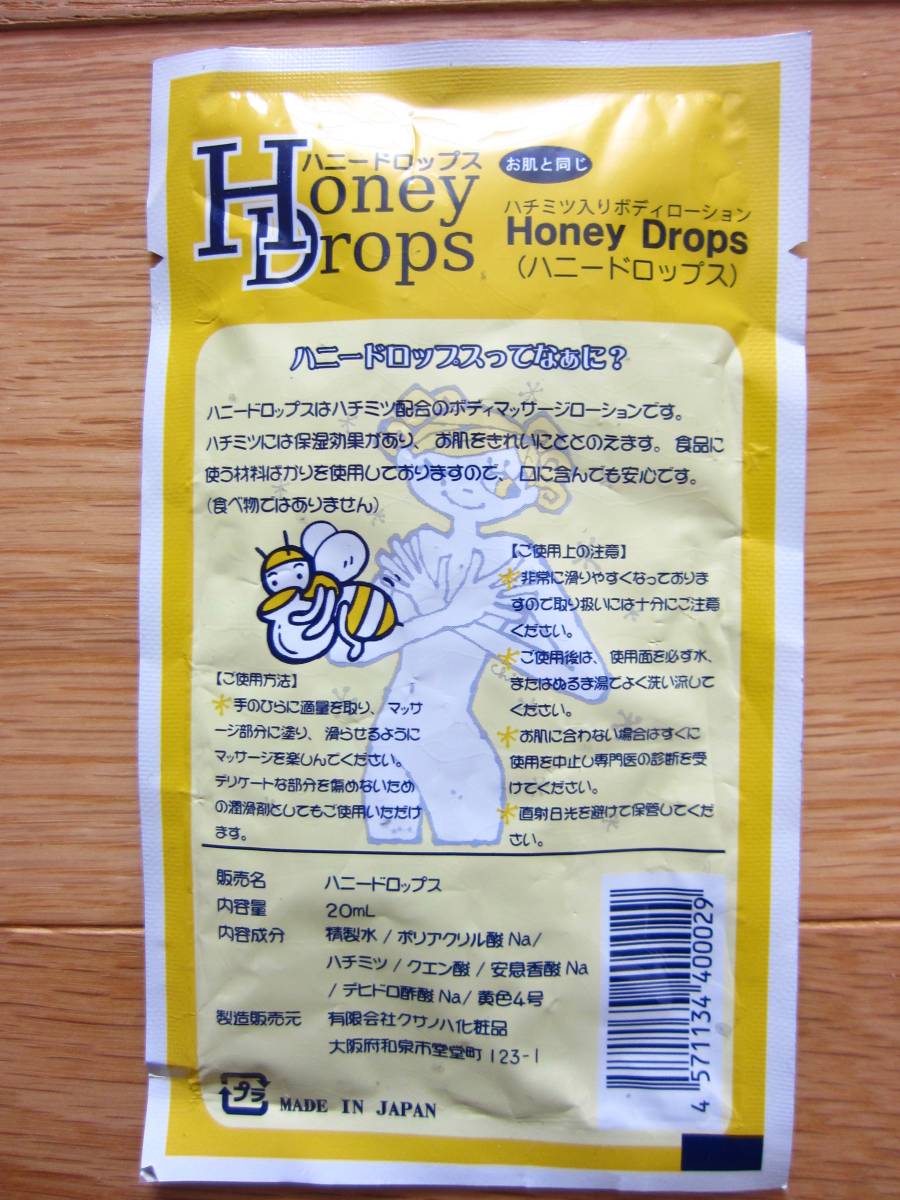 ハニードロップス
Honey
Drops
お肌と同じ
ハチミツ入りボディローション
Honey Drops
(ハニードロップス)
ハニードロップスってなぁに？
ハニードロップスはハチミツ配合のボディマッサージローションです。
ハチミツには保湿効果があり、お肌をきれいにととのえます。食品に
使う材料ばかりを使用しておりますので、口に含んでも安心です。
(食べ物ではありません)
【ご使用方法】
*手のひらに適量を取り、マッサ
ージ部分に塗り、滑らせるように
マッサージを楽しんでください。
デリケートな部分を傷めないため
の潤滑剤としてもご使用いただけ
ます。
【ご使用上の注意】
*非常に滑りやすくなっておりま
すので取り扱いには十分にご注意
ください。
*ご使用後は、使用面を必ず水、
またはぬるま湯でよく洗い流して
ください。
*お肌に合わない場合はすぐに
使用を中止し専門医の診断を受
けてください。
*直射日光を避けて保管してくだ
さい。
販売名 ハニードロップス
内容量 20mL
内容成分 精製水 / ポリアクリル酸Na/
ハチミツ / クエン酸 / 安息香酸Na
/ デヒドロ酢酸Na/ 黄色4号
製造販売元 有限会社クサノハ化粧品
大阪府和泉市室堂町123-1
プラ MADE IN JAPAN
4 571134 400029